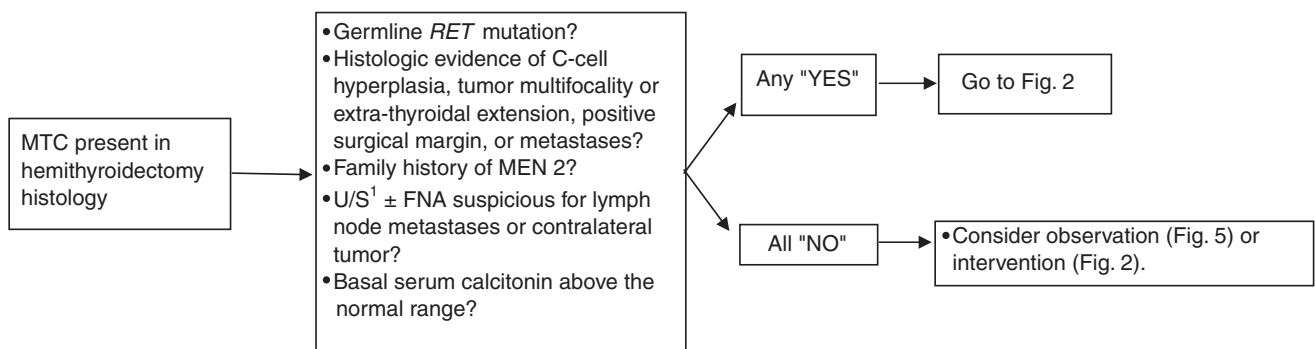 MTC present in
hemithyroidectomy
histology
•Germline RET mutation?
•Histologic evidence of C-cell
hyperplasia, tumor multifocality or
extra-thyroidal extension, positive
surgical margin, or metastases?
•Family history of MEN 2?
•U/S¹ ± FNA suspicious for lymph
node metastases or contralateral
tumor?
•Basal serum calcitonin above the
normal range?
Any "YES"
Go to Fig. 2
All "NO"
•Consider observation (Fig. 5) or
intervention (Fig. 2).